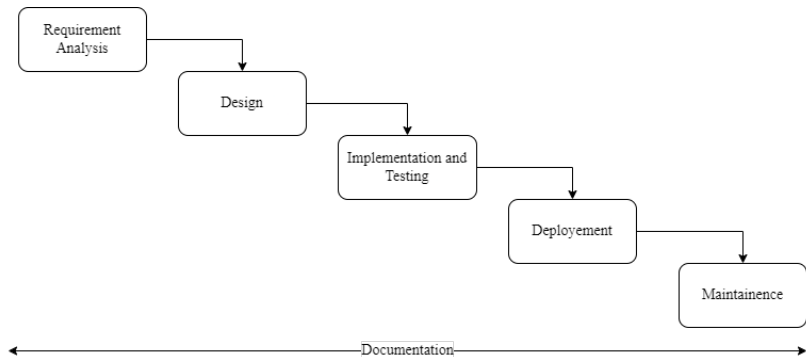 Requirement
Analysis
Design
Implementation and
Testing
Deployement
Maintainence
Documentation